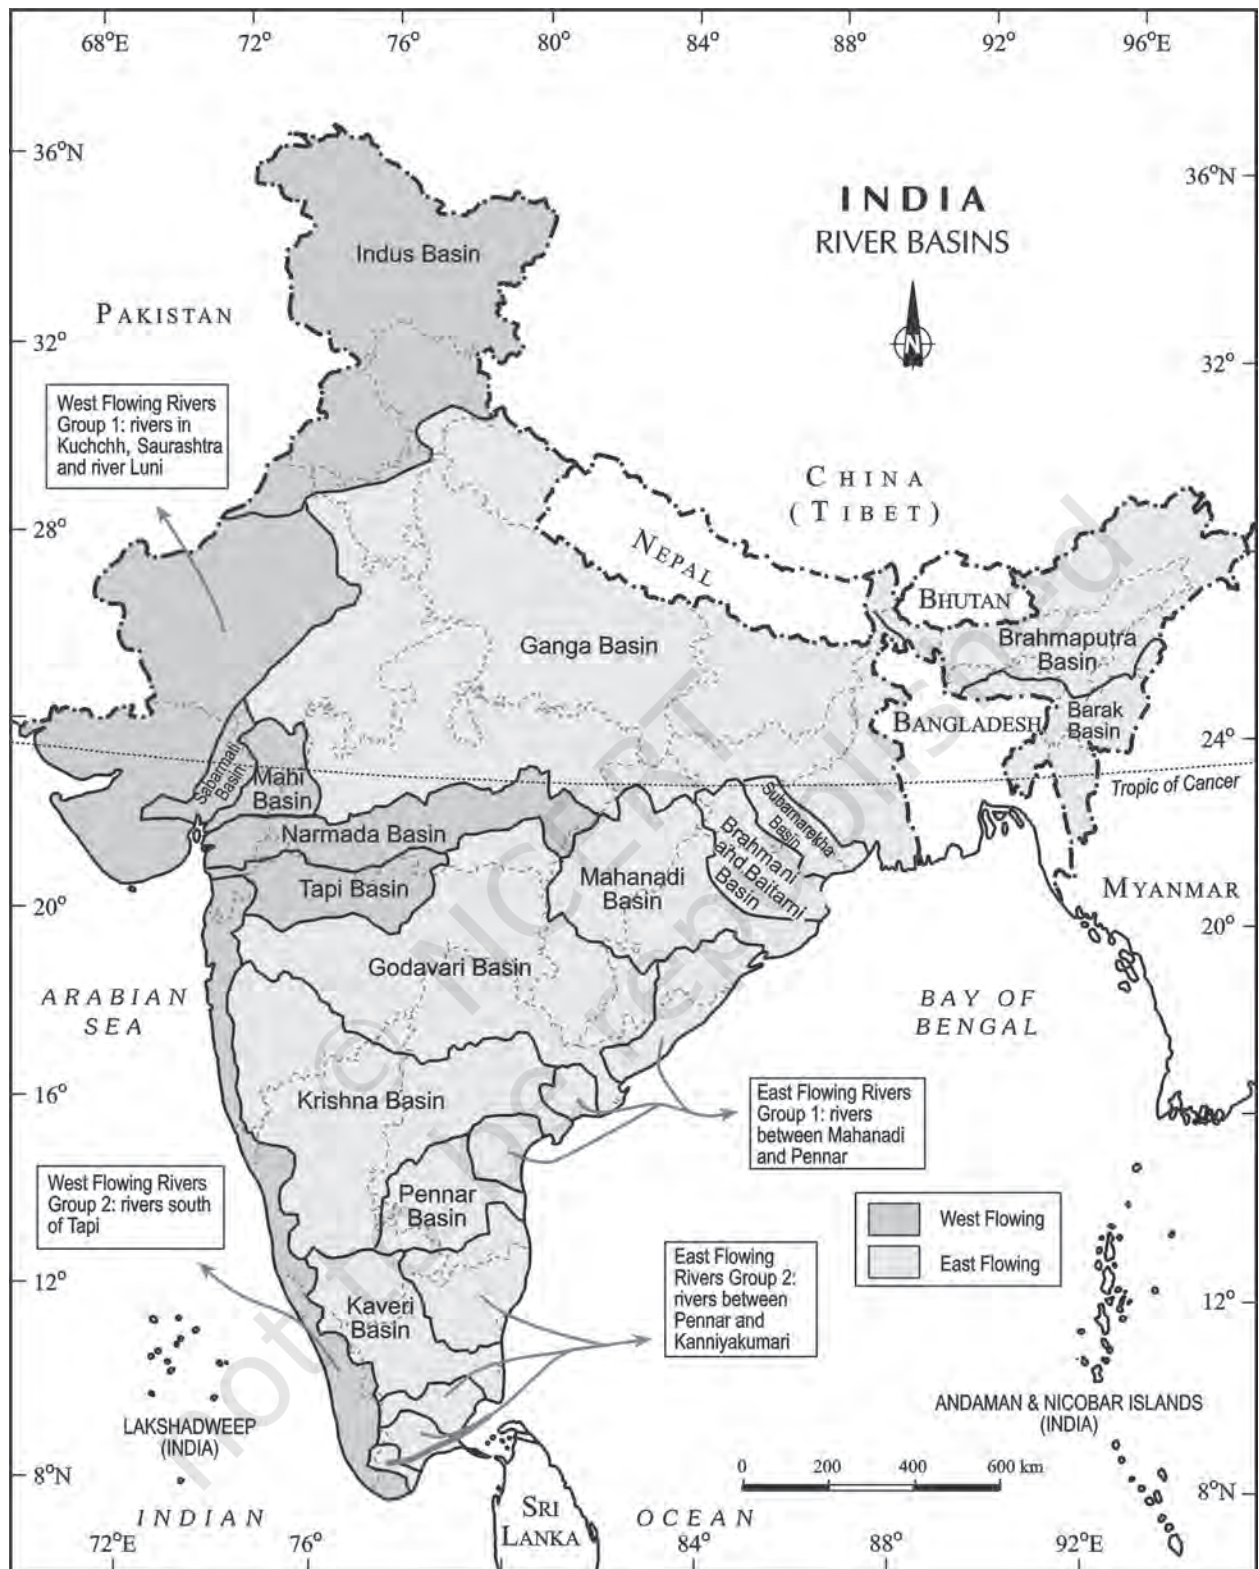 68°E 72° 76° 80° 84° 88° 92° 96°E
36°N
36°N
INDIA
RIVER BASINS
N
Indus Basin
PAKISTAN
32°
32°
West Flowing Rivers
Group 1: rivers in
Kuchchh, Saurashtra
and river Luni
CHINA
(TIBET)
28°
28°
NEPAL
BHUTAN
Ganga Basin
Brahmaputra
Basin
BANGLADESH
Barak
Basin
24°
Sabarmati
Basin
Mahi
Basin
Tropic of Cancer
Subarnarekha
Basin
Narmada Basin
Brahmani
and Baitarni
Basin
Tapi Basin
Mahanadi
Basin
MYANMAR
20°
20°
Godavari Basin
ARABIAN
SEA
BAY OF
BENGAL
16°
Krishna Basin
East Flowing Rivers
Group 1: rivers
between Mahanadi
and Pennar
West Flowing Rivers
Group 2: rivers south
of Tapi
Pennar
Basin
West Flowing
East Flowing
East Flowing
Rivers Group 2:
rivers between
Pennar and
Kanniyakumari
12°
12°
Kaveri
Basin
LAKSHADWEEP
(INDIA)
ANDAMAN & NICOBAR ISLANDS
(INDIA)
8°N
0 200 400 600 km
8°N
INDIAN
SRI
LANKA
OCEAN
72°E 76° 84° 88° 92°E
© NCERT
not to be republished